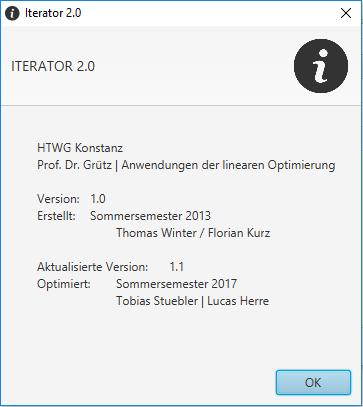 Iterator 2.0
ITERATOR 2.0
HTWG Konstanz
Prof. Dr. Grütz | Anwendungen der linearen Optimierung
Version: 1.0
Erstellt: Sommersemester 2013
Thomas Winter / Florian Kurz
Aktualisierte Version: 1.1
Optimiert: Sommersemester 2017
Tobias Stuebler | Lucas Herre
OK